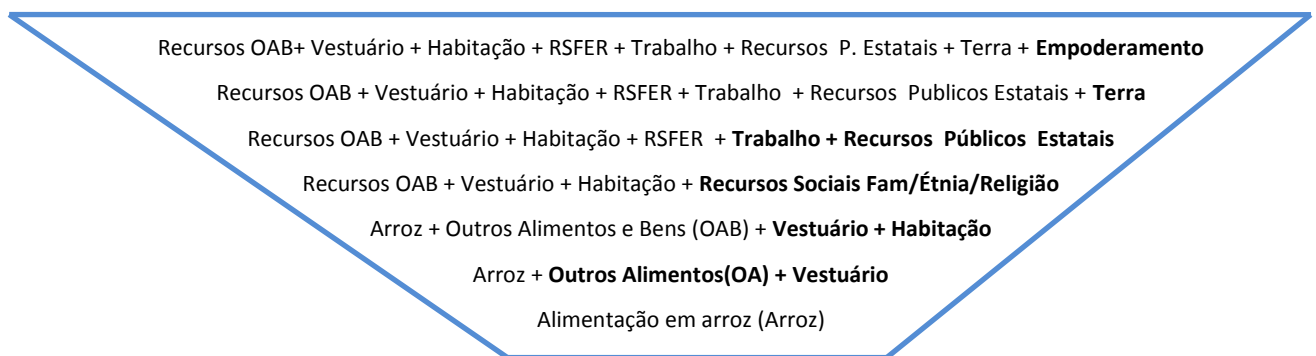 Recursos OAB+ Vestuário + Habitação + RSFER + Trabalho + Recursos P. Estatais + Terra + Empoderamento
Recursos OAB + Vestuário + Habitação + RSFER + Trabalho + Recursos Publicos Estatais + Terra
Recursos OAB + Vestuário + Habitação + RSFER + Trabalho + Recursos Públicos Estatais
Recursos OAB + Vestuário + Habitação + Recursos Sociais Fam/Étnia/Religião
Arroz + Outros Alimentos e Bens (OAB) + Vestuário + Habitação
Arroz + Outros Alimentos(OA) + Vestuário
Alimentação em arroz (Arroz)